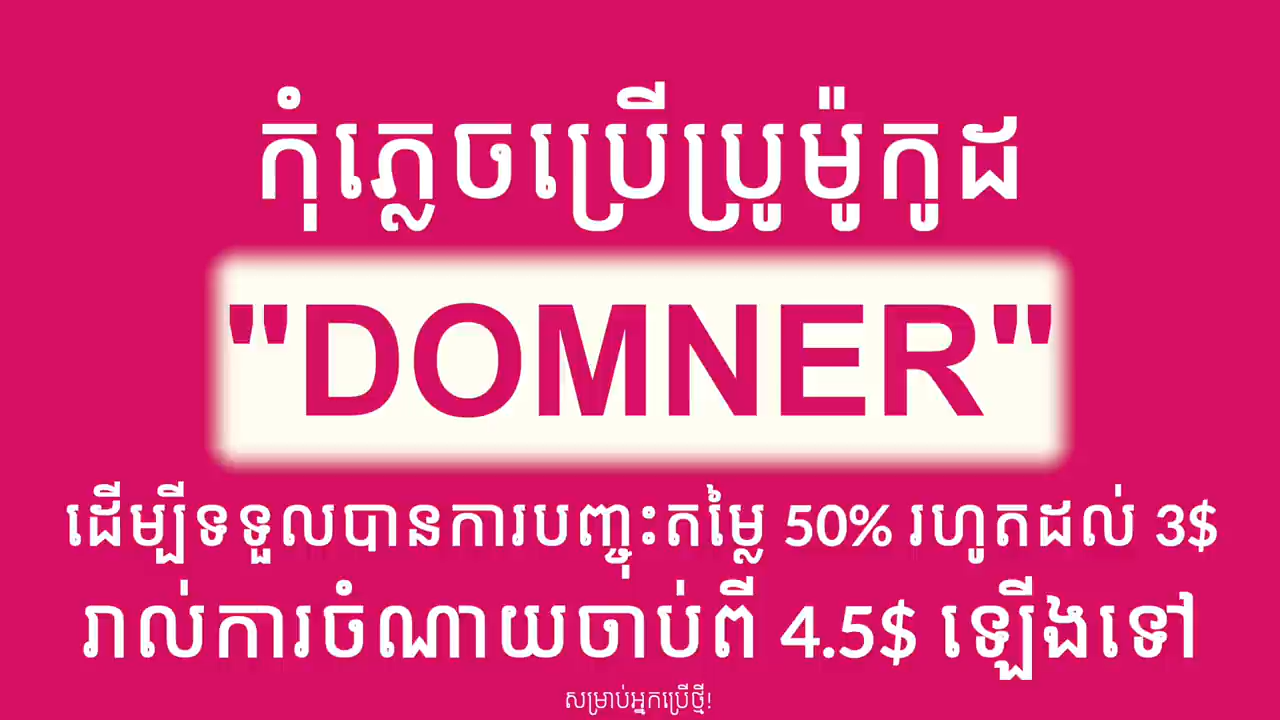 កុំភ្លេចប្រើប្រូម៉ូកូដ
"DOMNER"
ដើម្បីទទួលបានការបញ្ចុះតម្លៃ 50% រហូតដល់ 3$
រាល់ការចំណាយចាប់ពី 4.5$ ឡើងទៅ
សម្រាប់អ្នកប្រើថ្មី!